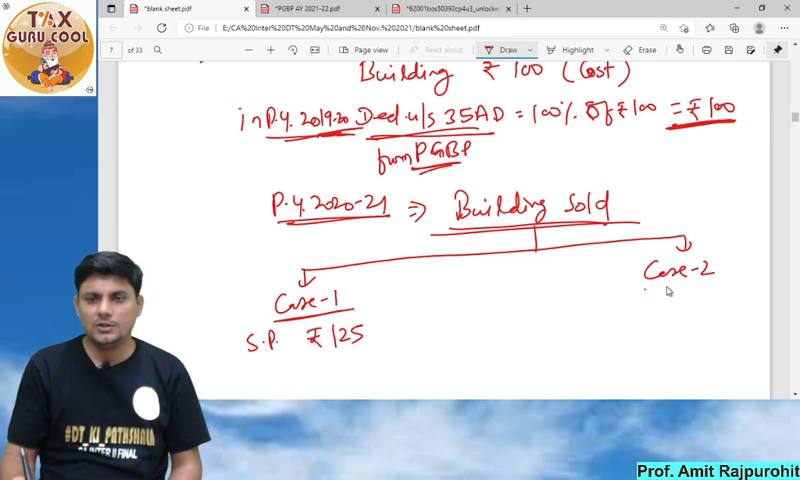 TAX
GURU COOL
*blank sheet.pdf
*PGBP AY 2021-22.pdf
*62001bos50392cp4u3_unlocked
E:/CA%20Inter%20DT%20May%20and%20Nov.%202021/blank%20sheet.pdf
7 of 33
Page view
Read aloud
Draw
Highlight
Erase
Building ₹ 100 (Cost)
in P.Y. 2019-20 Ded. u/s 35AD = 100% of ₹ 100 = ₹ 100
from PGBP
P.Y. 2020-21 ⇒ Building Sold
Case-2
Case-1
S.P. ₹ 125
#DT_KI_PATHSHALA
CA INTER II FINAL
Prof. Amit Rajpurohit